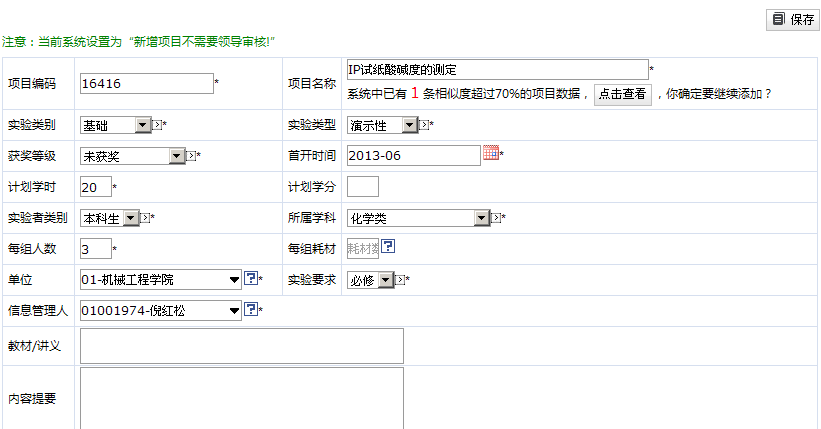 保存
注意：当前系统设置为“新增项目不需要领导审核!”
项目编码 16416* 项目名称 IP试纸酸碱度的测定*
系统中已有 1 条相似度超过70%的项目数据， 点击查看 ，你确定要继续添加？
实验类别 基础 * 实验类型 演示性 *
获奖等级 未获奖 * 首开时间 2013-06 *
计划学时 20 * 计划学分
实验者类别 本科生 * 所属学科 化学类 *
每组人数 3 * 每组耗材 耗材数 ?
单位 01-机械工程学院 ?* 实验要求 必修 *
信息管理人 01001974-倪红松 ?*
教材/讲义
内容提要